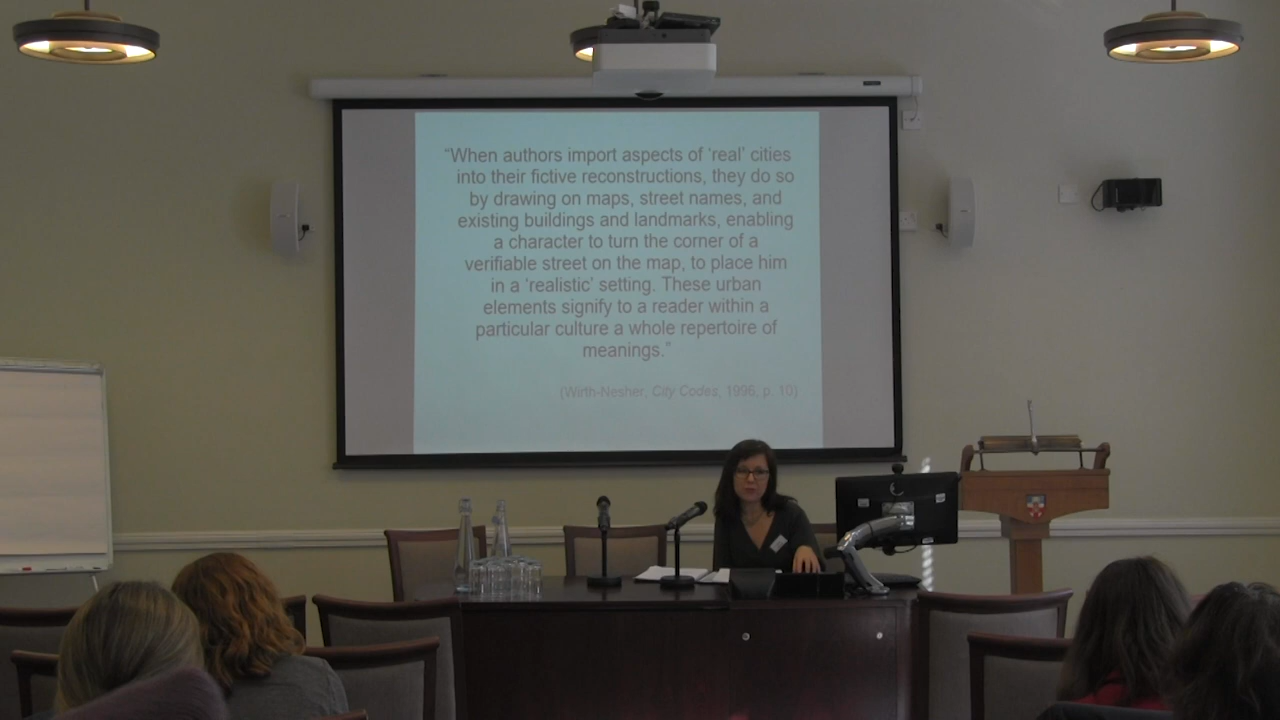 “When authors import aspects of ‘real’ cities
into their fictive reconstructions, they do so
by drawing on maps, street names, and
existing buildings and landmarks, enabling
a character to turn the corner of a
verifiable street on the map, to place him
in a ‘realistic’ setting. These urban
elements signify to a reader within a
particular culture a whole repertoire of
meanings.”
(Wirth-Nesher, City Codes, 1996, p. 10)